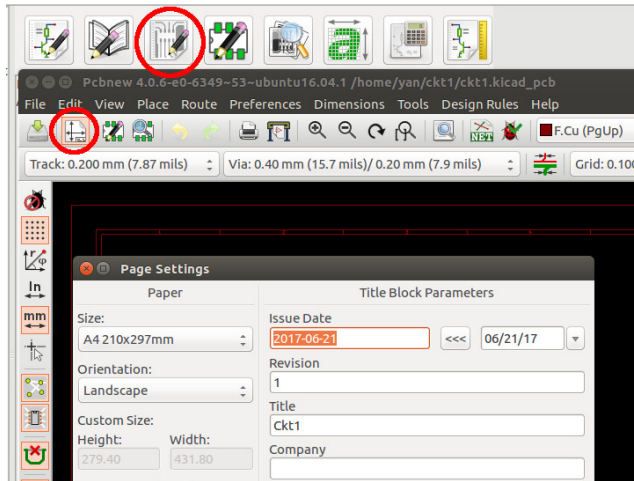 Pcbnew 4.0.6-e0-6349~53~ubuntu16.04.1 /home/yan/ckt1/ckt1.kicad_pcb
File Edit View Place Route Preferences Dimensions Tools Design Rules Help
NET
F.Cu (PgUp)
Track: 0.200 mm (7.87 mils) Via: 0.40 mm (15.7 mils)/ 0.20 mm (7.9 mils) Grid: 0.100
Page Settings
Paper Title Block Parameters
In
mm
Size: Issue Date
A4 210x297mm 2017-06-21 <<< 06/21/17
Orientation: Revision
Landscape 1
Custom Size: Title
Ckt1
Height: Width: Company
279.40 431.80